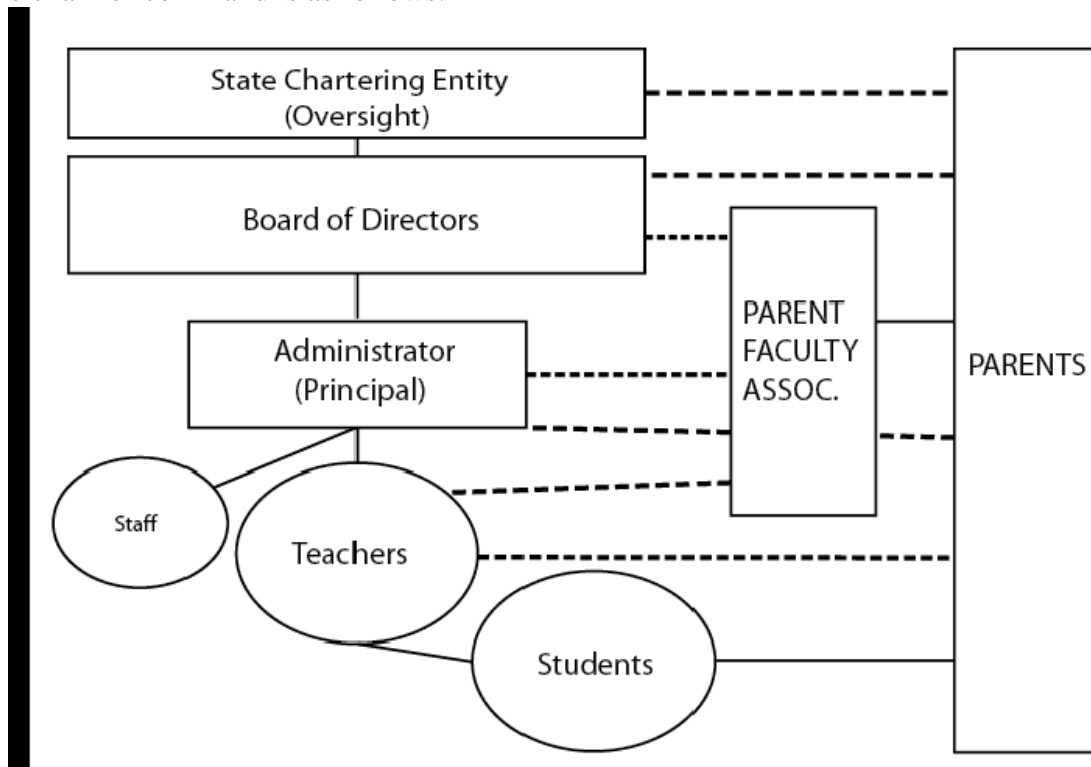 State Chartering Entity
(Oversight)
Board of Directors
Administrator
(Principal)
PARENT
FACULTY
ASSOC.
PARENTS
Staff
Teachers
Students